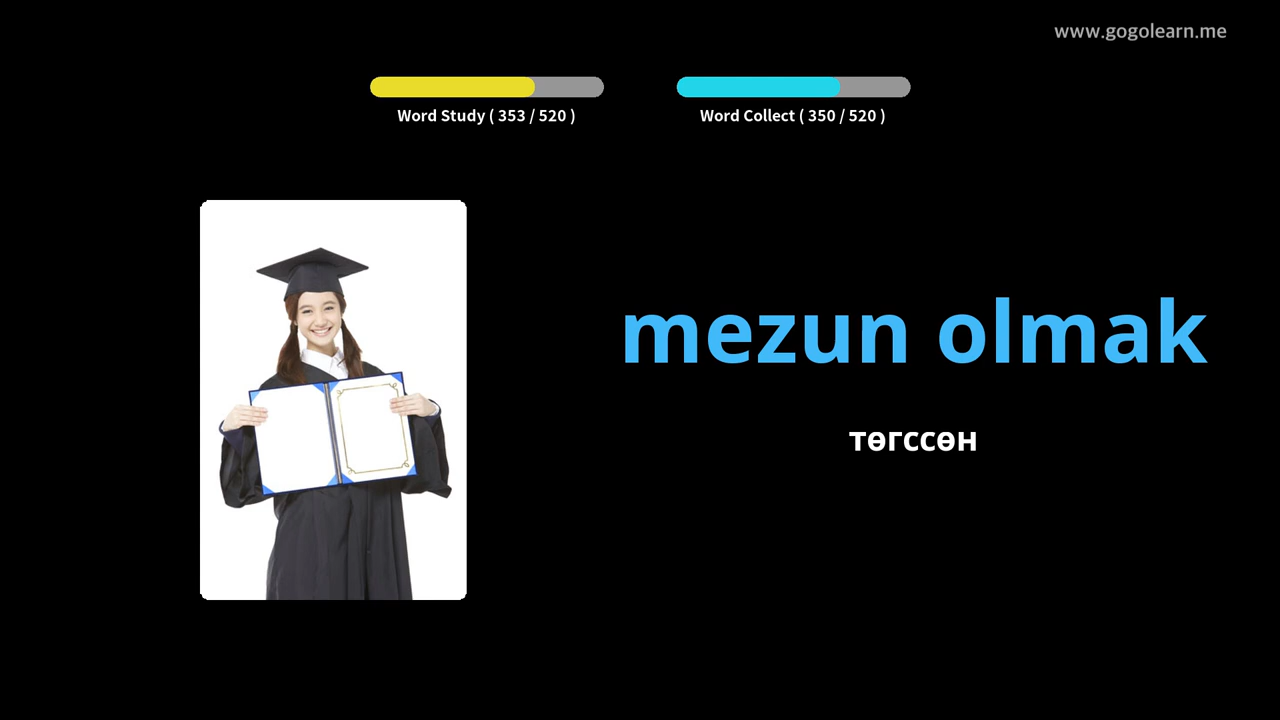 www.gogolearn.me
Word Study ( 353 / 520 )
Word Collect ( 350 / 520 )
mezun olmak
төгссөн